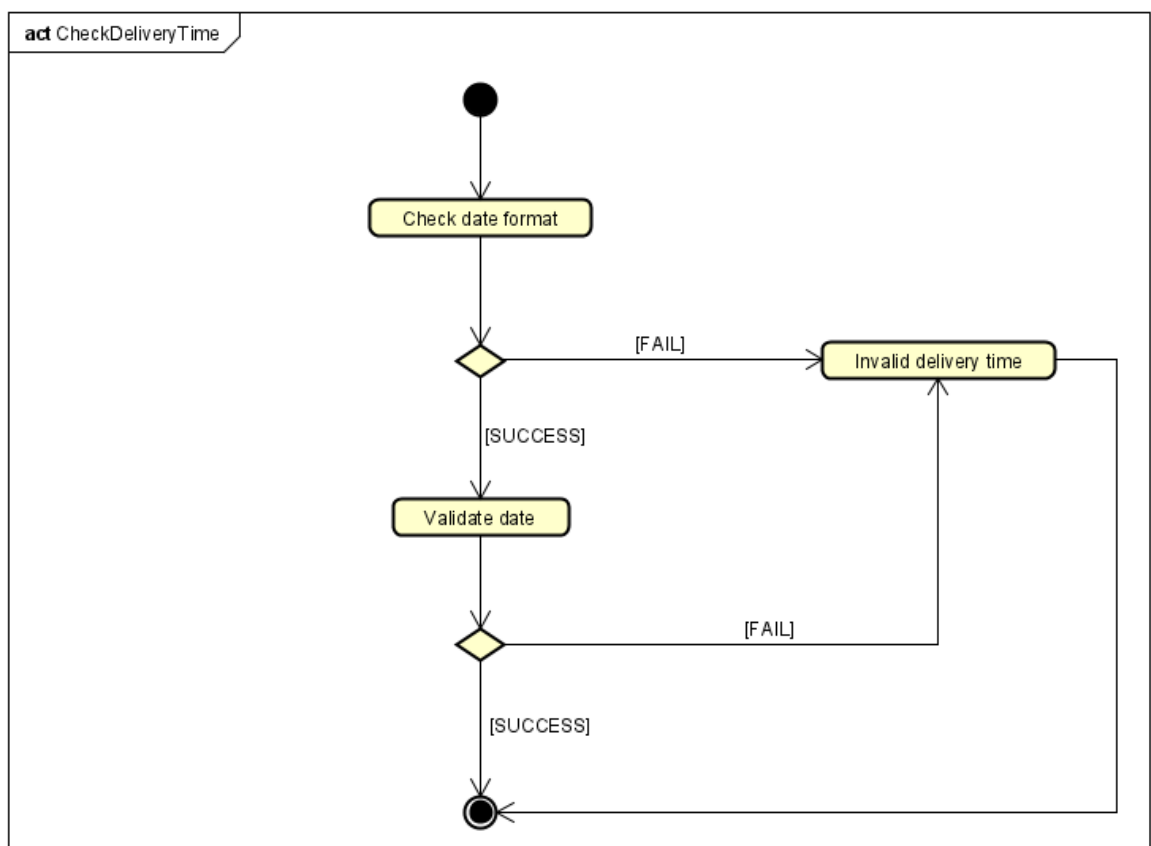 act CheckDeliveryTime
Check date format
[FAIL]
Invalid delivery time
[SUCCESS]
Validate date
[FAIL]
[SUCCESS]